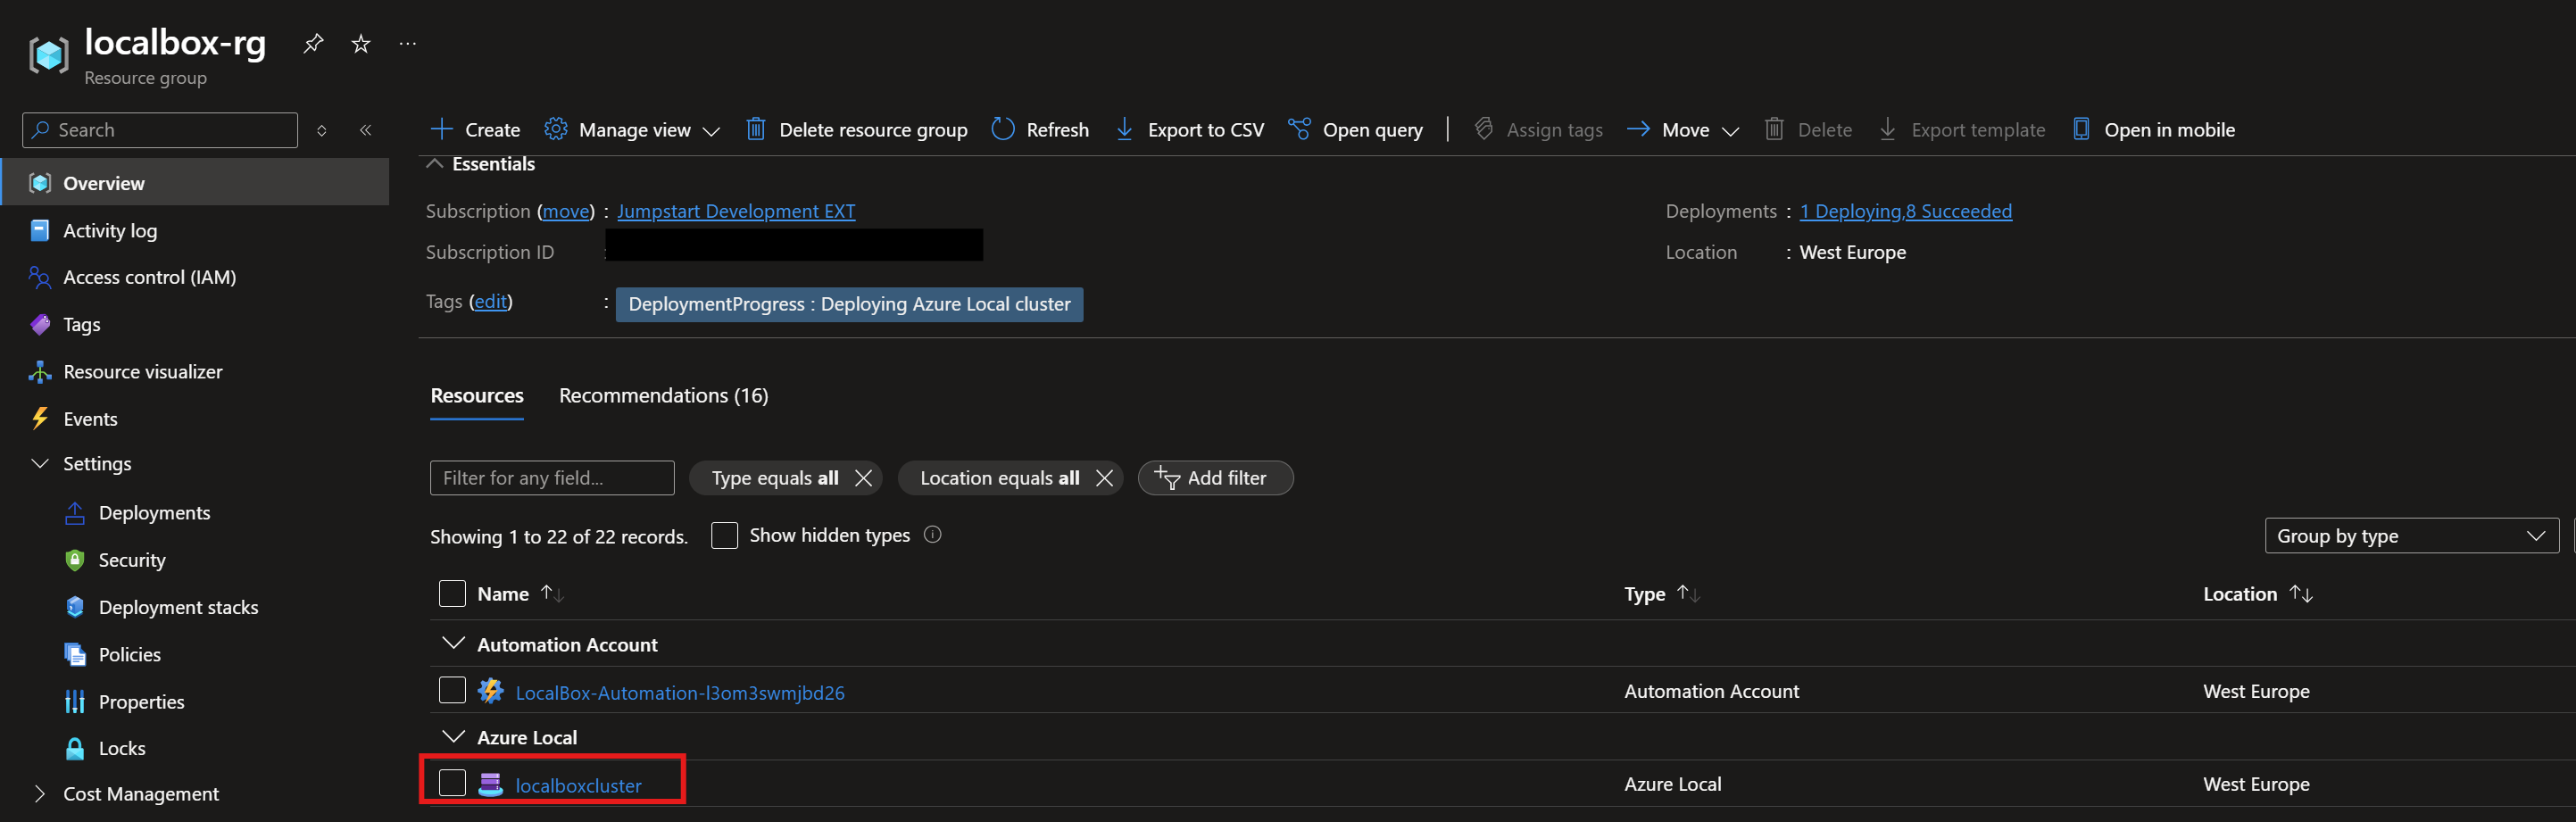 localbox-rg
Resource group
Search
Overview
Activity log
Access control (IAM)
Tags
Resource visualizer
Events
Settings
Deployments
Security
Deployment stacks
Policies
Properties
Locks
Cost Management
Create Manage view Delete resource group Refresh Export to CSV Open query Assign tags Move Delete Export template Open in mobile
Essentials
Subscription (move) : Jumpstart Development EXT
Subscription ID :
Tags (edit) : DeploymentProgress : Deploying Azure Local cluster
Deployments : 1 Deploying,8 Succeeded
Location : West Europe
Resources Recommendations (16)
Filter for any field... Type equals all Location equals all Add filter
Showing 1 to 22 of 22 records. Show hidden types Group by type
Name Type Location
Automation Account
LocalBox-Automation-l3om3swmjbd26 Automation Account West Europe
Azure Local
localboxcluster Azure Local West Europe